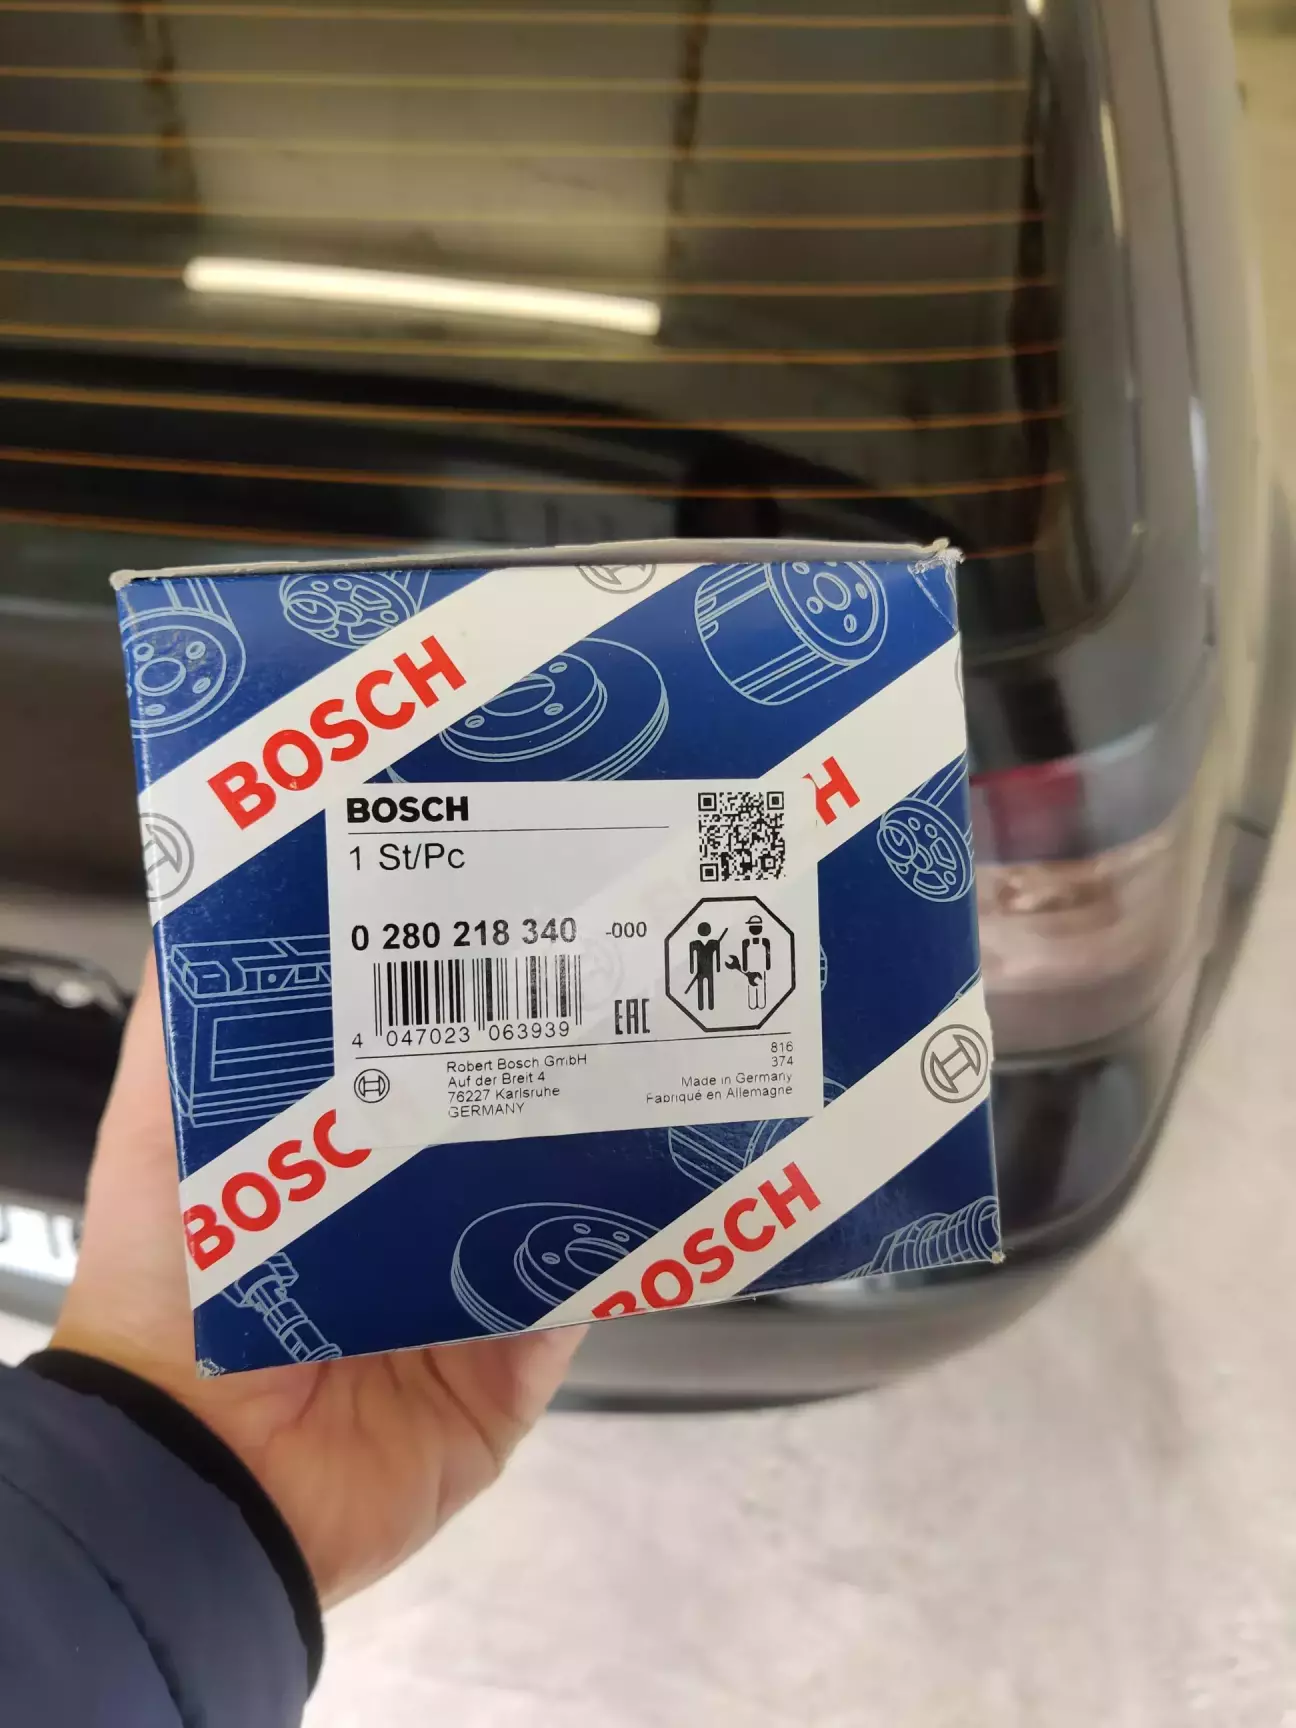 BOSCH
BOSCH
1 St/Pc
H
0 280 218 340 -000
4 047023 063939
EAC
816
374
Robert Bosch GmbH
Auf der Breit 4
76227 Karlsruhe
GERMANY
Made in Germany
Fabriqué en Allemagne
BOSC
BOSCH